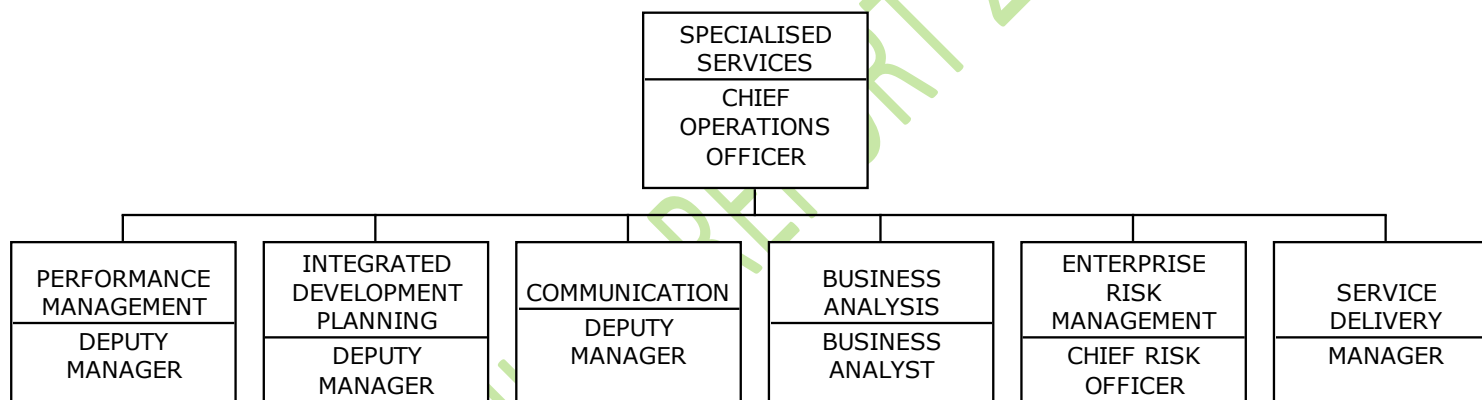 SPECIALISED
SERVICES
CHIEF
OPERATIONS
OFFICER
PERFORMANCE
MANAGEMENT
DEPUTY
MANAGER
INTEGRATED
DEVELOPMENT
PLANNING
DEPUTY
MANAGER
COMMUNICATION
DEPUTY
MANAGER
BUSINESS
ANALYSIS
BUSINESS
ANALYST
ENTERPRISE
RISK
MANAGEMENT
CHIEF RISK
OFFICER
SERVICE
DELIVERY
MANAGER